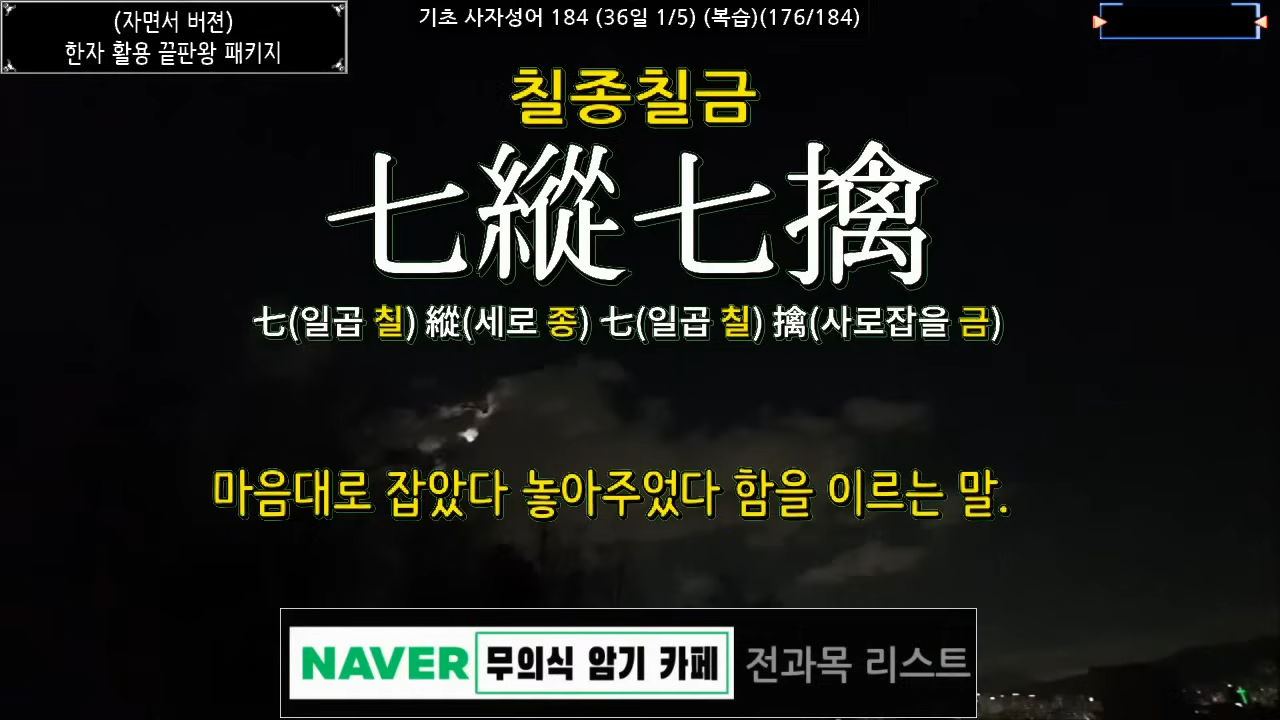 (자면서 버젼)
한자 활용 끝판왕 패키지
기초 사자성어 184 (36일 1/5) (복습)(176/184)
칠종칠금
七縱七擒
七(일곱 칠) 縱(세로 종) 七(일곱 칠) 擒(사로잡을 금)
마음대로 잡았다 놓아주었다 함을 이르는 말.
NAVER 무의식 암기 카페 전과목 리스트